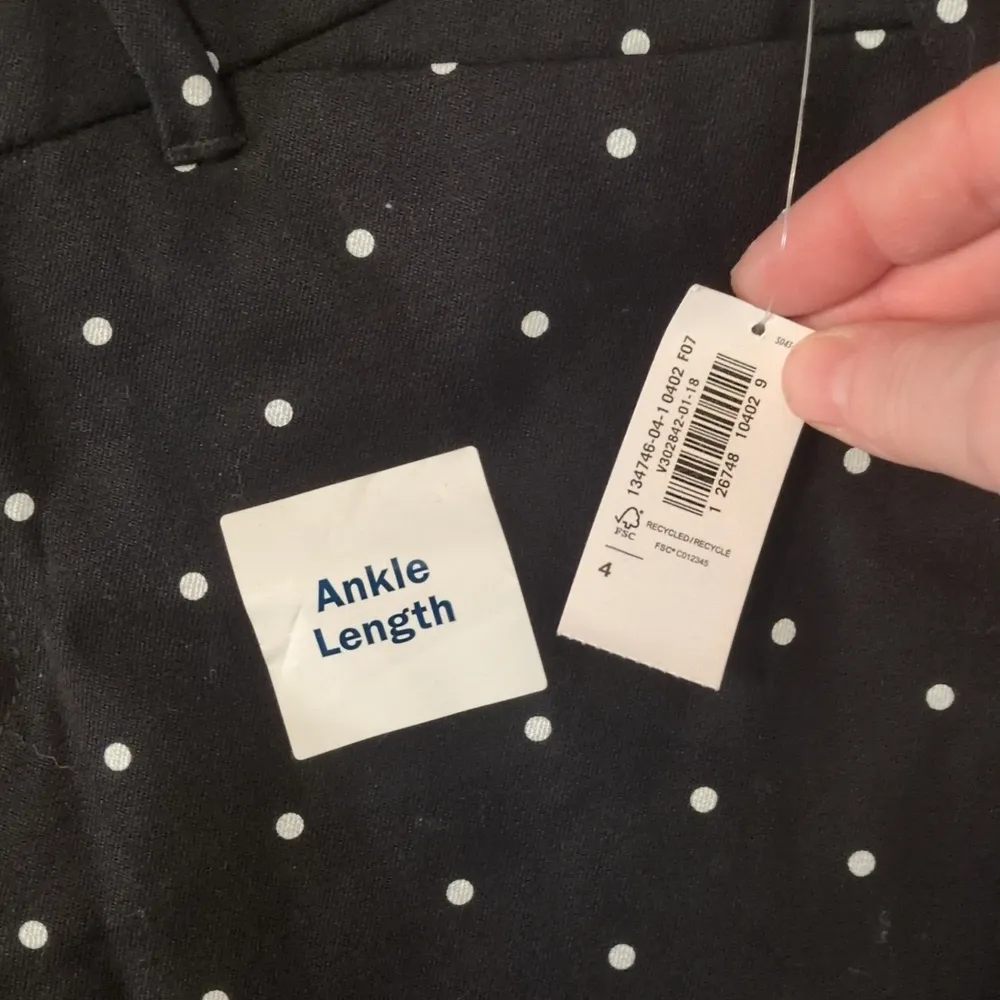 Ankle
Length
134746-04-1 0402 F07
V302842-01-18
1 26748 10402 9
FSC
RECYCLED/RECYCLÉ
FSC® C012345
4